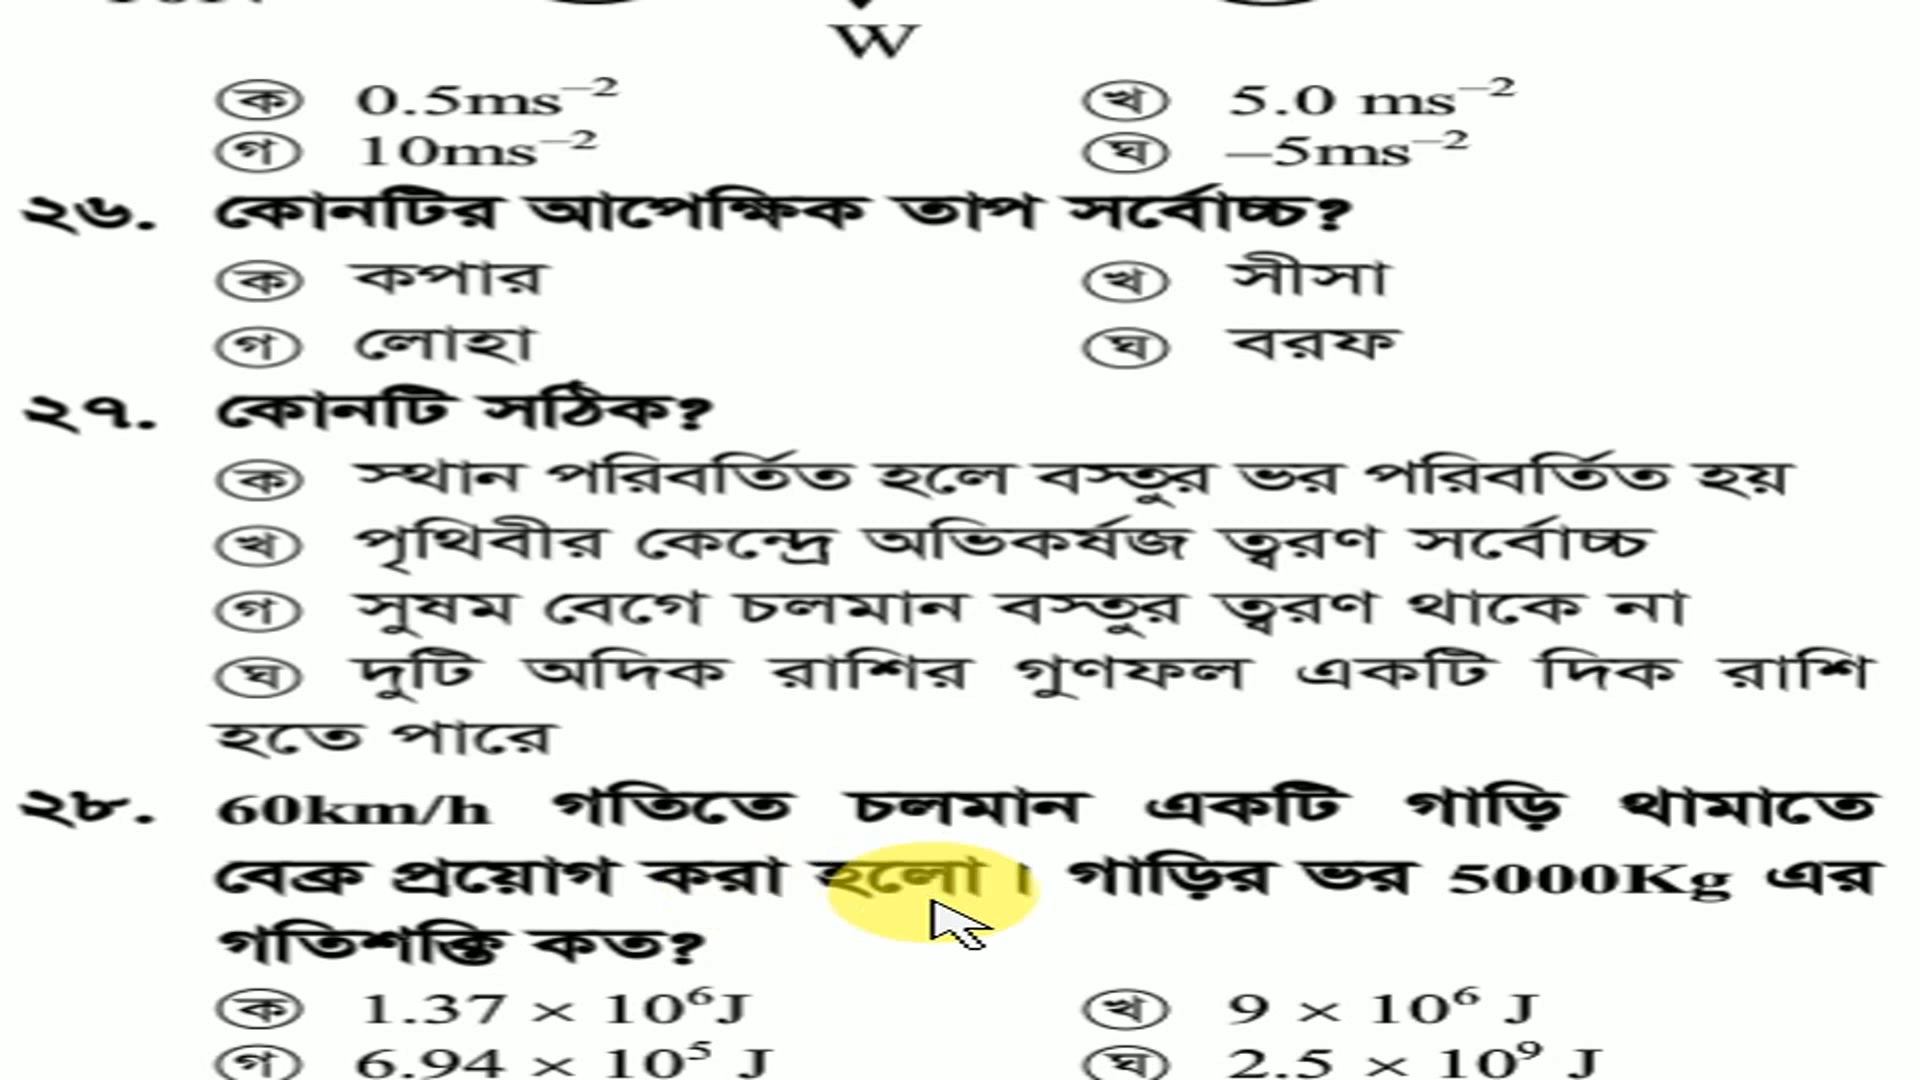 W
ক 0.5ms⁻² খ 5.0 ms⁻²
গ 10ms⁻² ঘ –5ms⁻²
২৬. কোনটির আপেক্ষিক তাপ সর্বোচ্চ?
ক কপার খ সীসা
গ লোহা ঘ বরফ
২৭. কোনটি সঠিক?
ক স্থান পরিবর্তিত হলে বস্তুর ভর পরিবর্তিত হয়
খ পৃথিবীর কেন্দ্রে অভিকর্ষজ ত্বরণ সর্বোচ্চ
গ সুষম বেগে চলমান বস্তুর ত্বরণ থাকে না
ঘ দুটি অদিক রাশির গুণফল একটি দিক রাশি
হতে পারে
২৮. 60km/h গতিতে চলমান একটি গাড়ি থামাতে
বেক্র প্রয়োগ করা হলো। গাড়ির ভর 5000Kg এর
গতিশক্তি কত?
ক 1.37 × 10⁶J খ 9 × 10⁶ J
গ 6.94 × 10⁵ J ঘ 2.5 × 10⁹ J